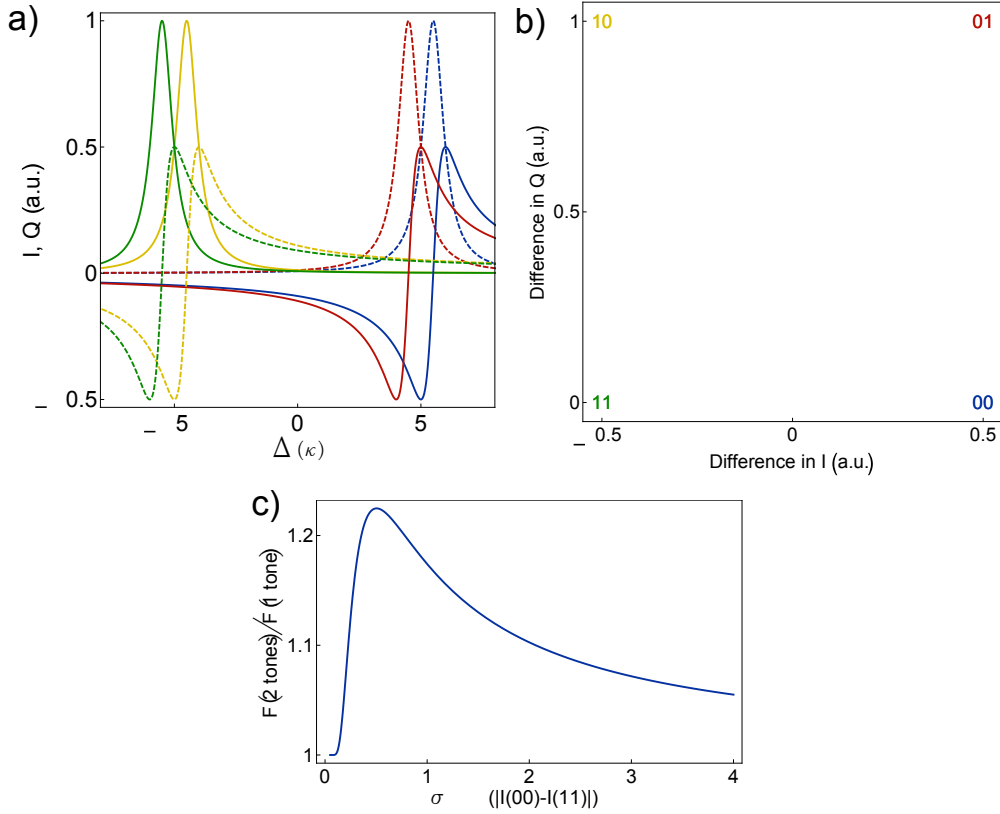 a)
1
0.5
0
0.5
–
I, Q (a.u.)
– 5 0 5
Δ (κ)
b)
10 01
11 00
1
0.5
0
Difference in Q (a.u.)
– 0.5 0 0.5
Difference in I (a.u.)
c)
1.2
1.1
1
F(2 tones)/F(1 tone)
0 1 2 3 4
σ (|I(00)-I(11)|)